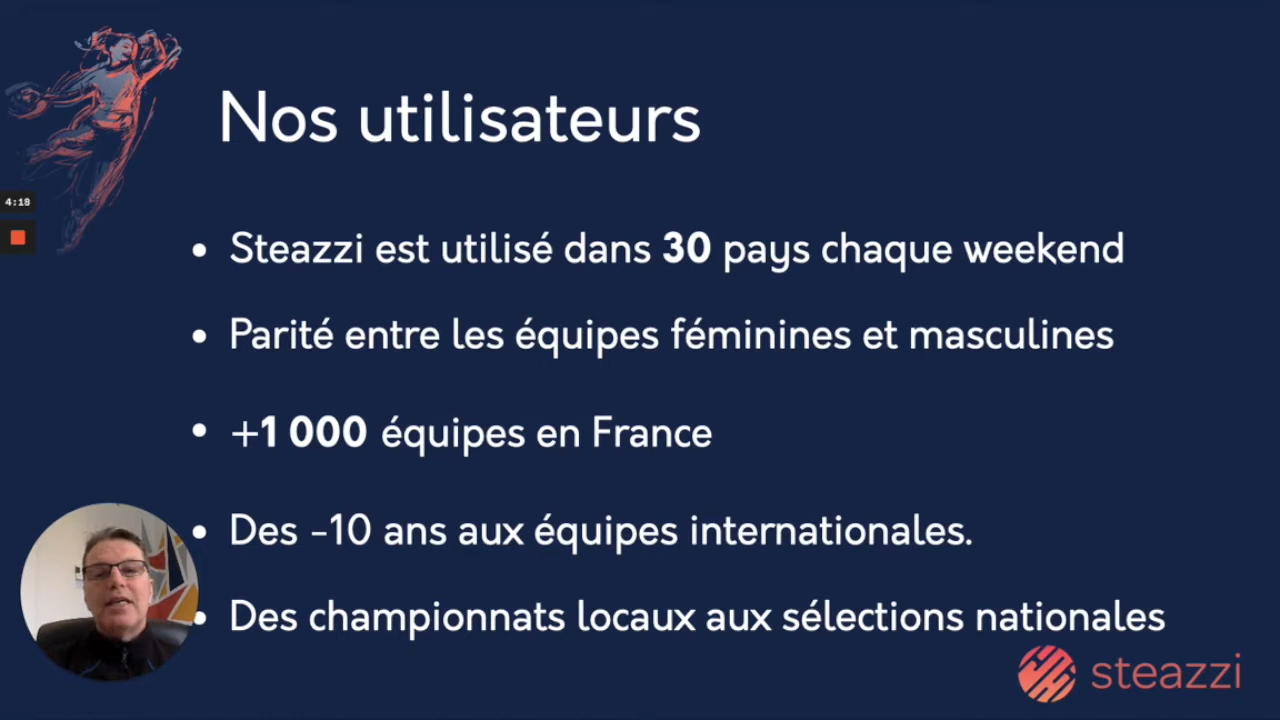 Nos utilisateurs
4:19
• Steazzi est utilisé dans 30 pays chaque weekend
• Parité entre les équipes féminines et masculines
• +1 000 équipes en France
• Des -10 ans aux équipes internationales.
• Des championnats locaux aux sélections nationales
steazzi